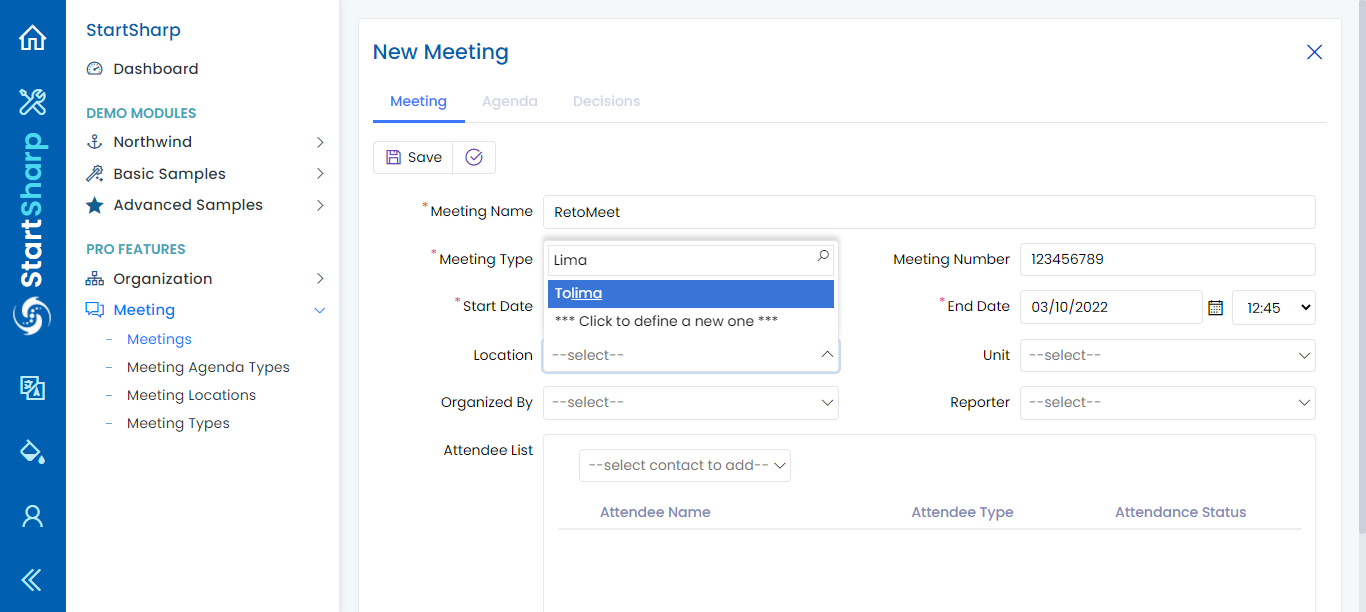 StartSharp
StartSharp
Dashboard
DEMO MODULES
Northwind
Basic Samples
Advanced Samples
PRO FEATURES
Organization
Meeting
Meetings
Meeting Agenda Types
Meeting Locations
Meeting Types
New Meeting
Meeting Agenda Decisions
Save
*Meeting Name RetoMeet
*Meeting Type Lima Meeting Number 123456789
Tolima
*** Click to define a new one ***
*Start Date *End Date 03/10/2022 12:45
Location --select-- Unit --select--
Organized By --select-- Reporter --select--
Attendee List
--select contact to add--
Attendee Name Attendee Type Attendance Status